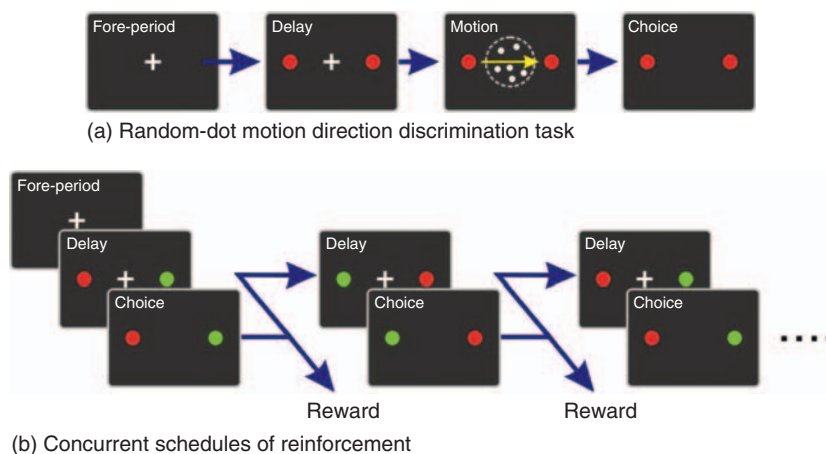 Fore-period
Delay
Motion
Choice
(a) Random-dot motion direction discrimination task
Fore-period
Delay
Choice
Delay
Choice
Delay
Choice
Reward
Reward
(b) Concurrent schedules of reinforcement